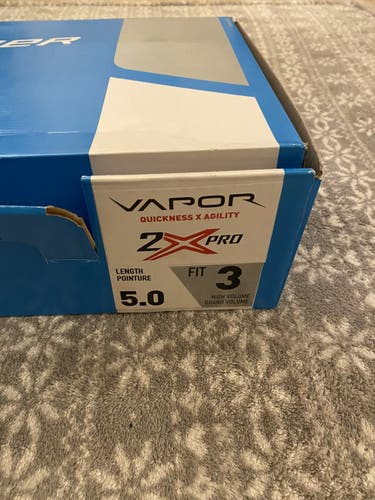 VAPOR
QUICKNESS X AGILITY
2X PRO
LENGTH
POINTURE
5.0
FIT 3
HIGH VOLUME
GRAND VOLUME